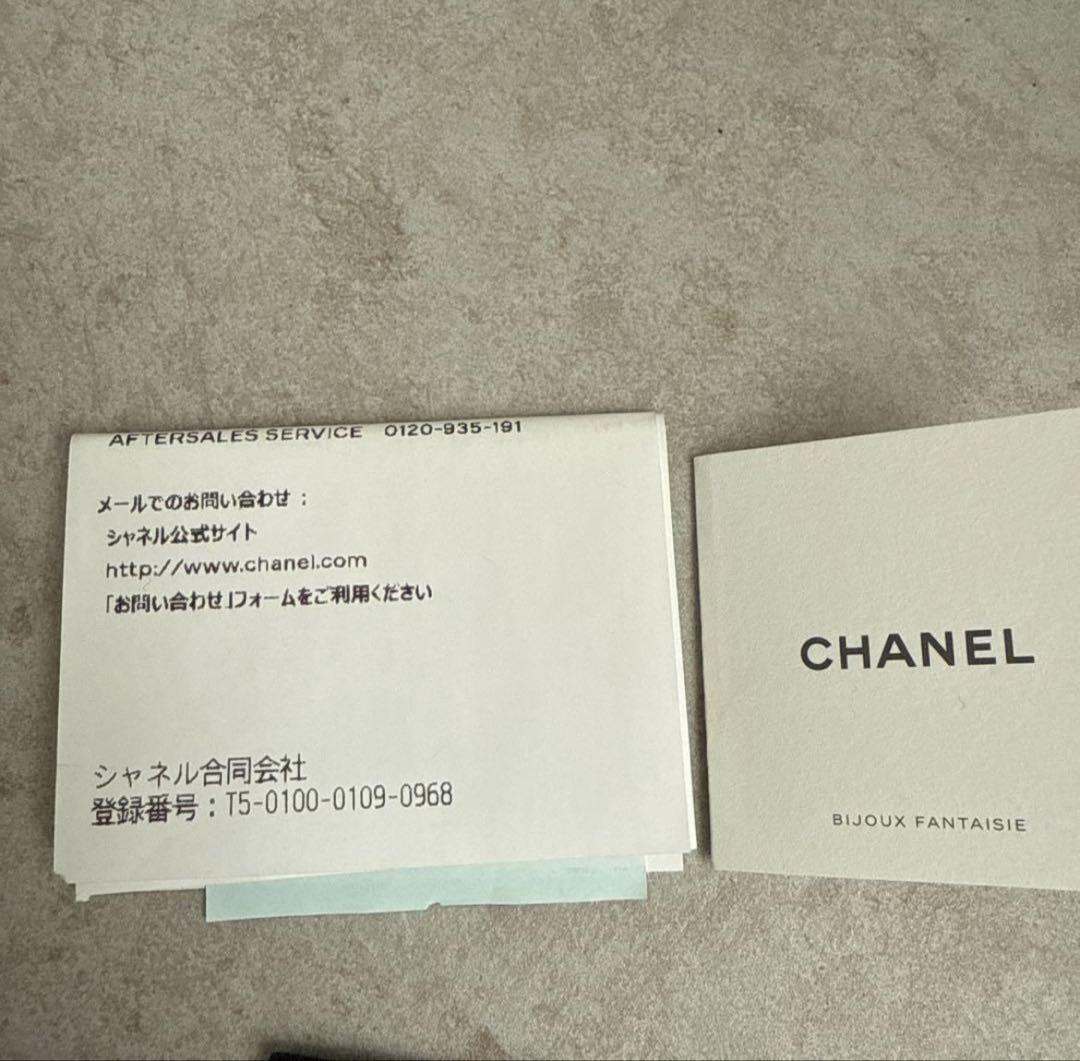 AFTERSALES SERVICE 0120-935-191
メールでのお問い合わせ：
シャネル公式サイト
http://www.chanel.com
「お問い合わせ」フォームをご利用ください
シャネル合同会社
登録番号：T5-0100-0109-0968
CHANEL
BIJOUX FANTAISIE